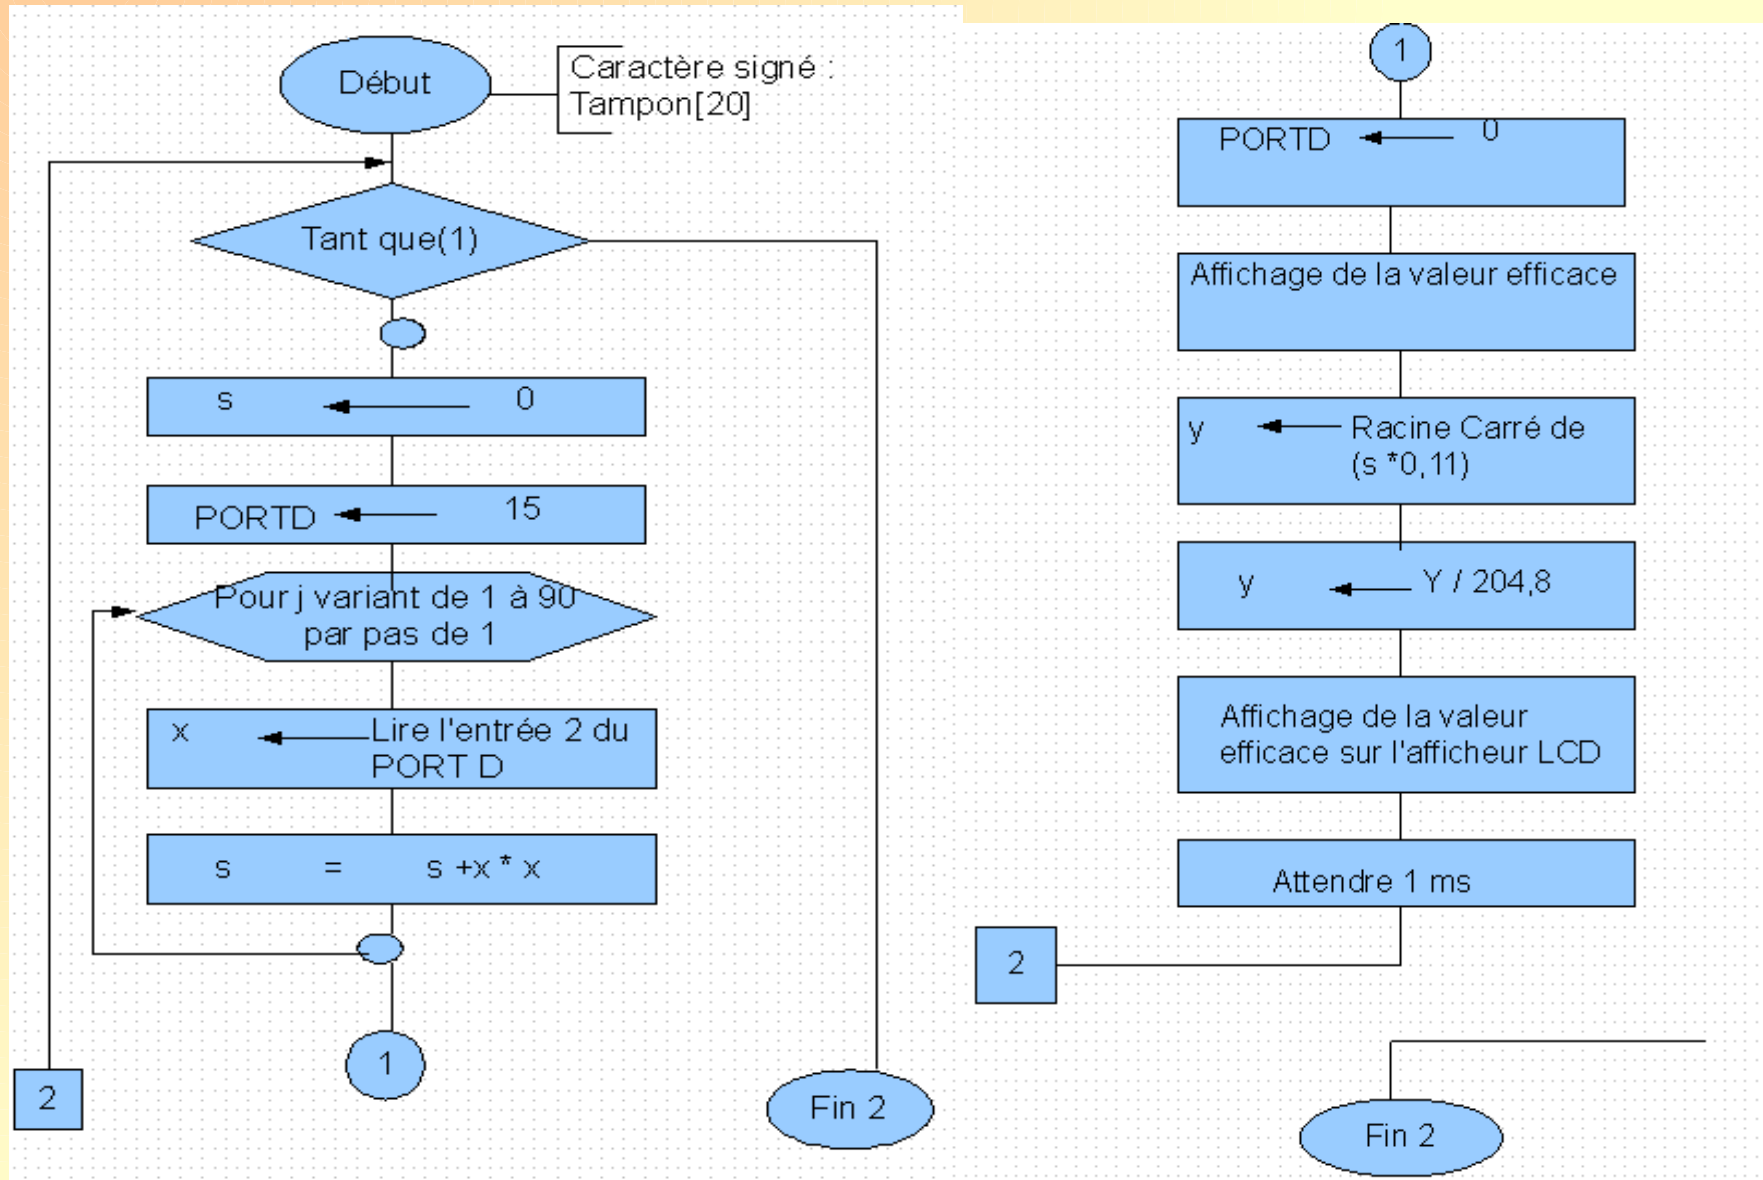 Début
Caractère signé :
Tampon[20]
Tant que(1)
s 0
PORTD 15
Pour j variant de 1 à 90
par pas de 1
x Lire l'entrée 2 du
PORT D
s = s +x * x
1
2
Fin 2
1
PORTD 0
Affichage de la valeur efficace
y Racine Carré de
(s *0,11)
y Y / 204,8
Affichage de la valeur
efficace sur l'afficheur LCD
Attendre 1 ms
2
Fin 2